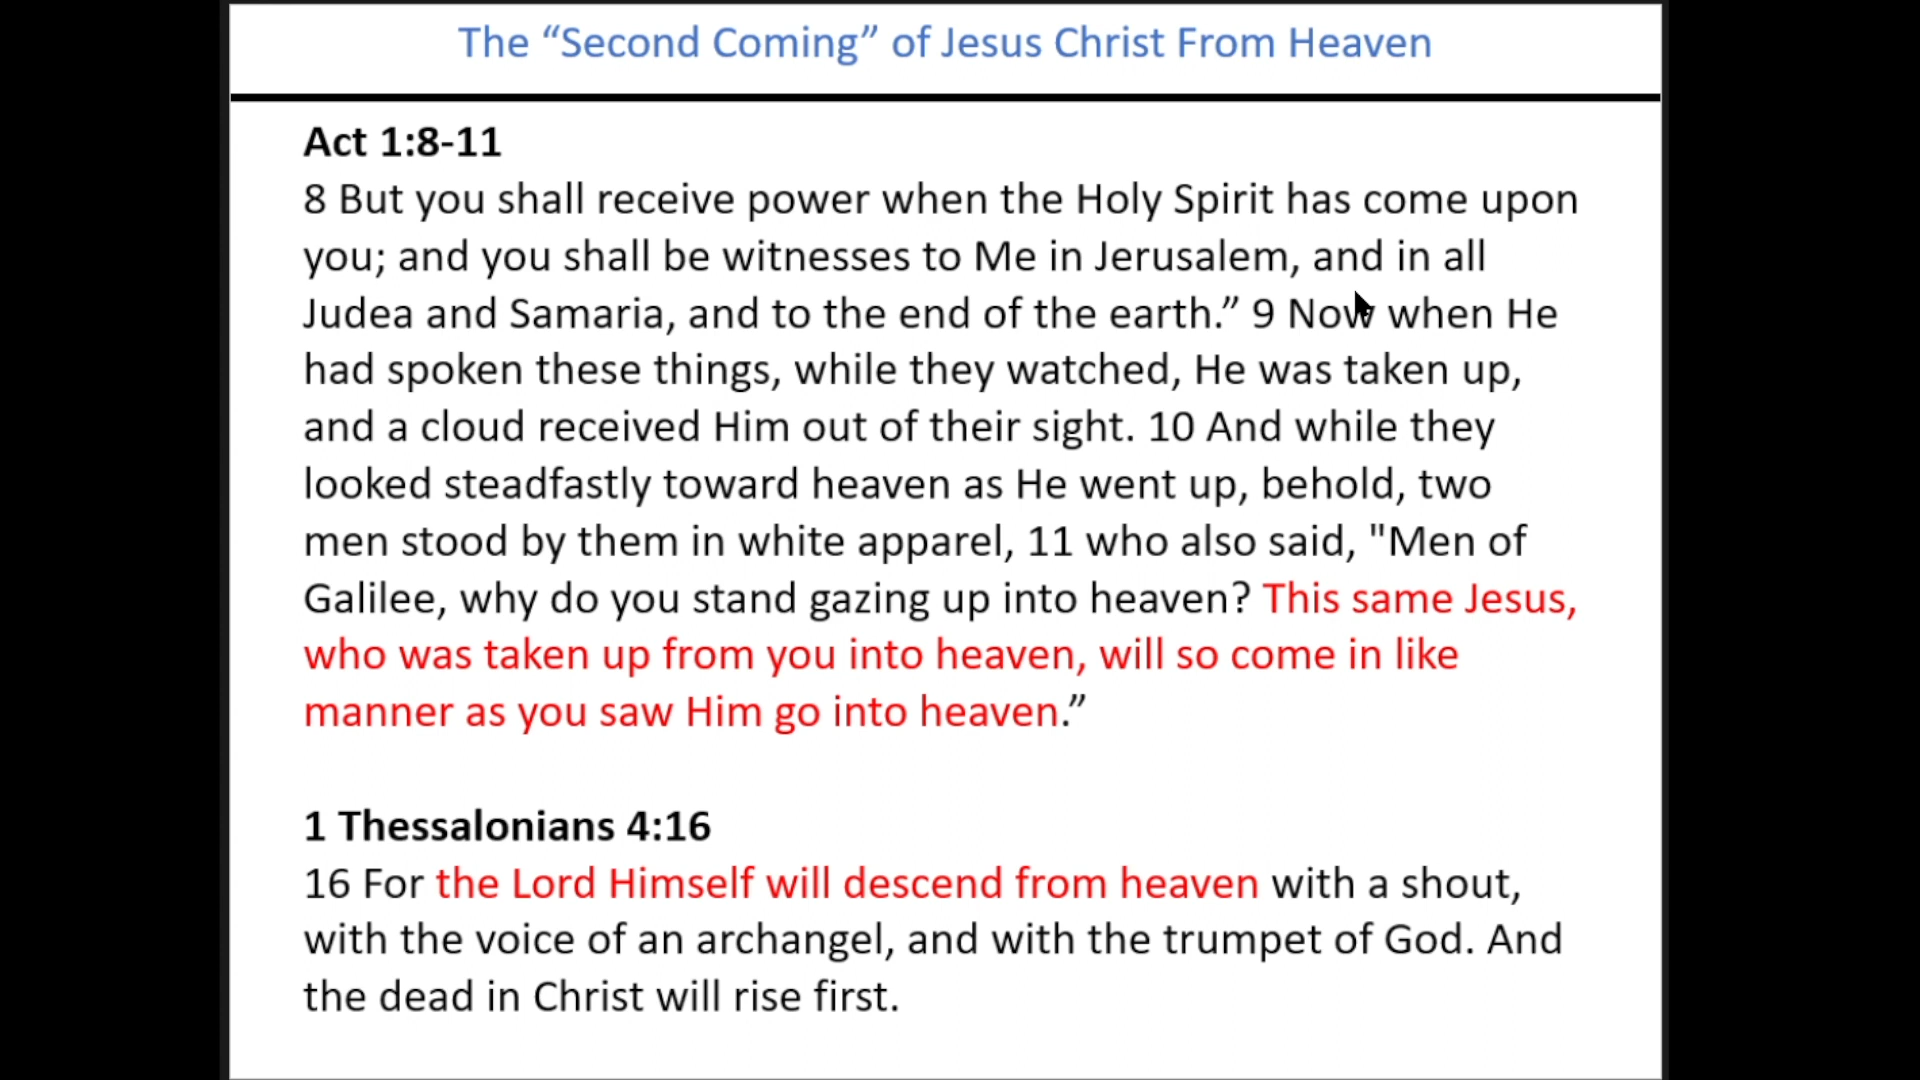 The “Second Coming” of Jesus Christ From Heaven
Act 1:8-11
8 But you shall receive power when the Holy Spirit has come upon
you; and you shall be witnesses to Me in Jerusalem, and in all
Judea and Samaria, and to the end of the earth.” 9 Now when He
had spoken these things, while they watched, He was taken up,
and a cloud received Him out of their sight. 10 And while they
looked steadfastly toward heaven as He went up, behold, two
men stood by them in white apparel, 11 who also said, "Men of
Galilee, why do you stand gazing up into heaven? This same Jesus,
who was taken up from you into heaven, will so come in like
manner as you saw Him go into heaven.”
1 Thessalonians 4:16
16 For the Lord Himself will descend from heaven with a shout,
with the voice of an archangel, and with the trumpet of God. And
the dead in Christ will rise first.